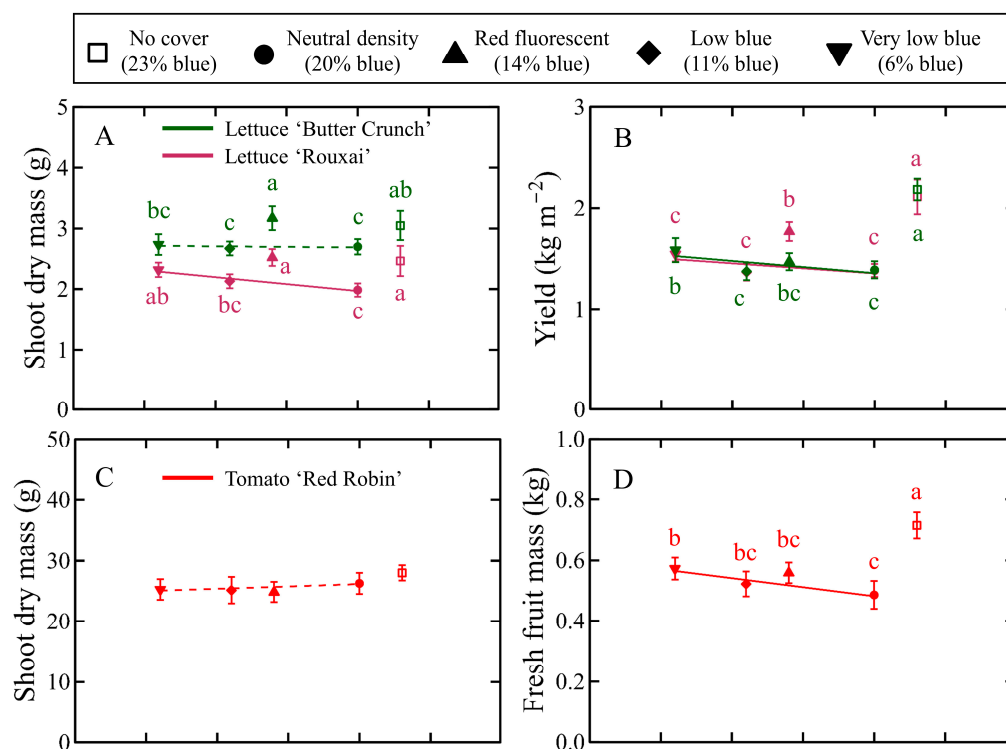 No cover
(23% blue)
Neutral density
(20% blue)
Red fluorescent
(14% blue)
Low blue
(11% blue)
Very low blue
(6% blue)
A
Lettuce ‘Butter Crunch’
Lettuce ‘Rouxai’
Shoot dry mass (g)
5
4
3
2
1
0
bc
c
a
c
ab
ab
bc
a
c
a
B
Yield (kg m−2)
3
2
1
0
c
c
b
c
a
b
c
bc
c
a
C
Tomato ‘Red Robin’
Shoot dry mass (g)
50
40
30
20
10
0
D
Fresh fruit mass (kg)
1.0
0.8
0.6
0.4
0.2
0.0
b
bc
bc
c
a